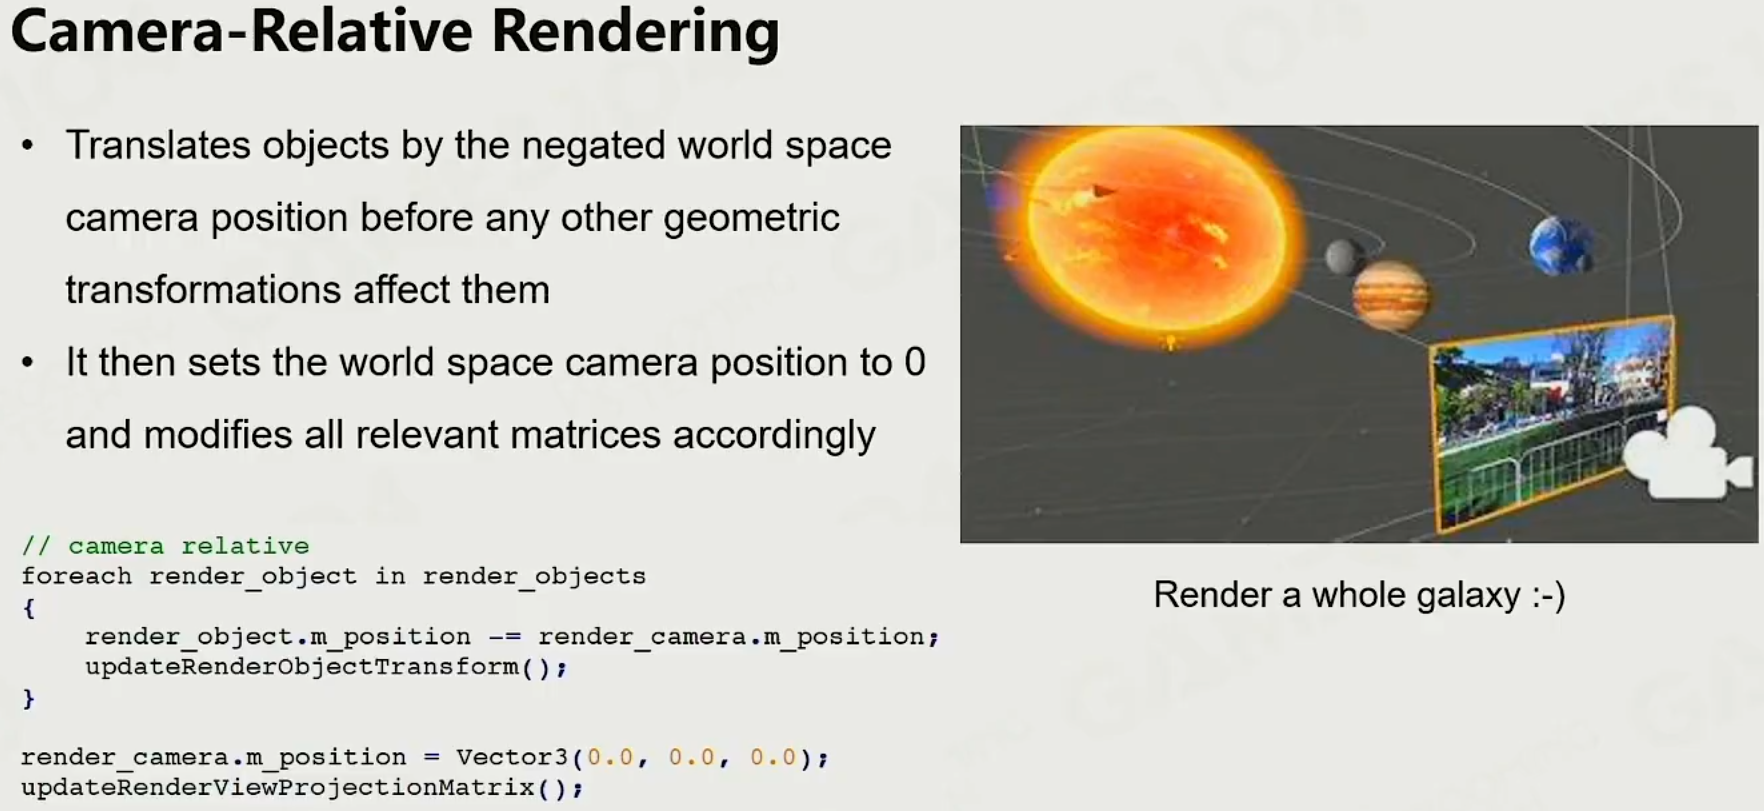 Camera-Relative Rendering
• Translates objects by the negated world space
camera position before any other geometric
transformations affect them
• It then sets the world space camera position to 0
and modifies all relevant matrices accordingly
// camera relative
foreach render_object in render_objects
{
    render_object.m_position -= render_camera.m_position;
    updateRenderObjectTransform();
}
render_camera.m_position = Vector3(0.0, 0.0, 0.0);
updateRenderViewProjectionMatrix();
Render a whole galaxy :-)